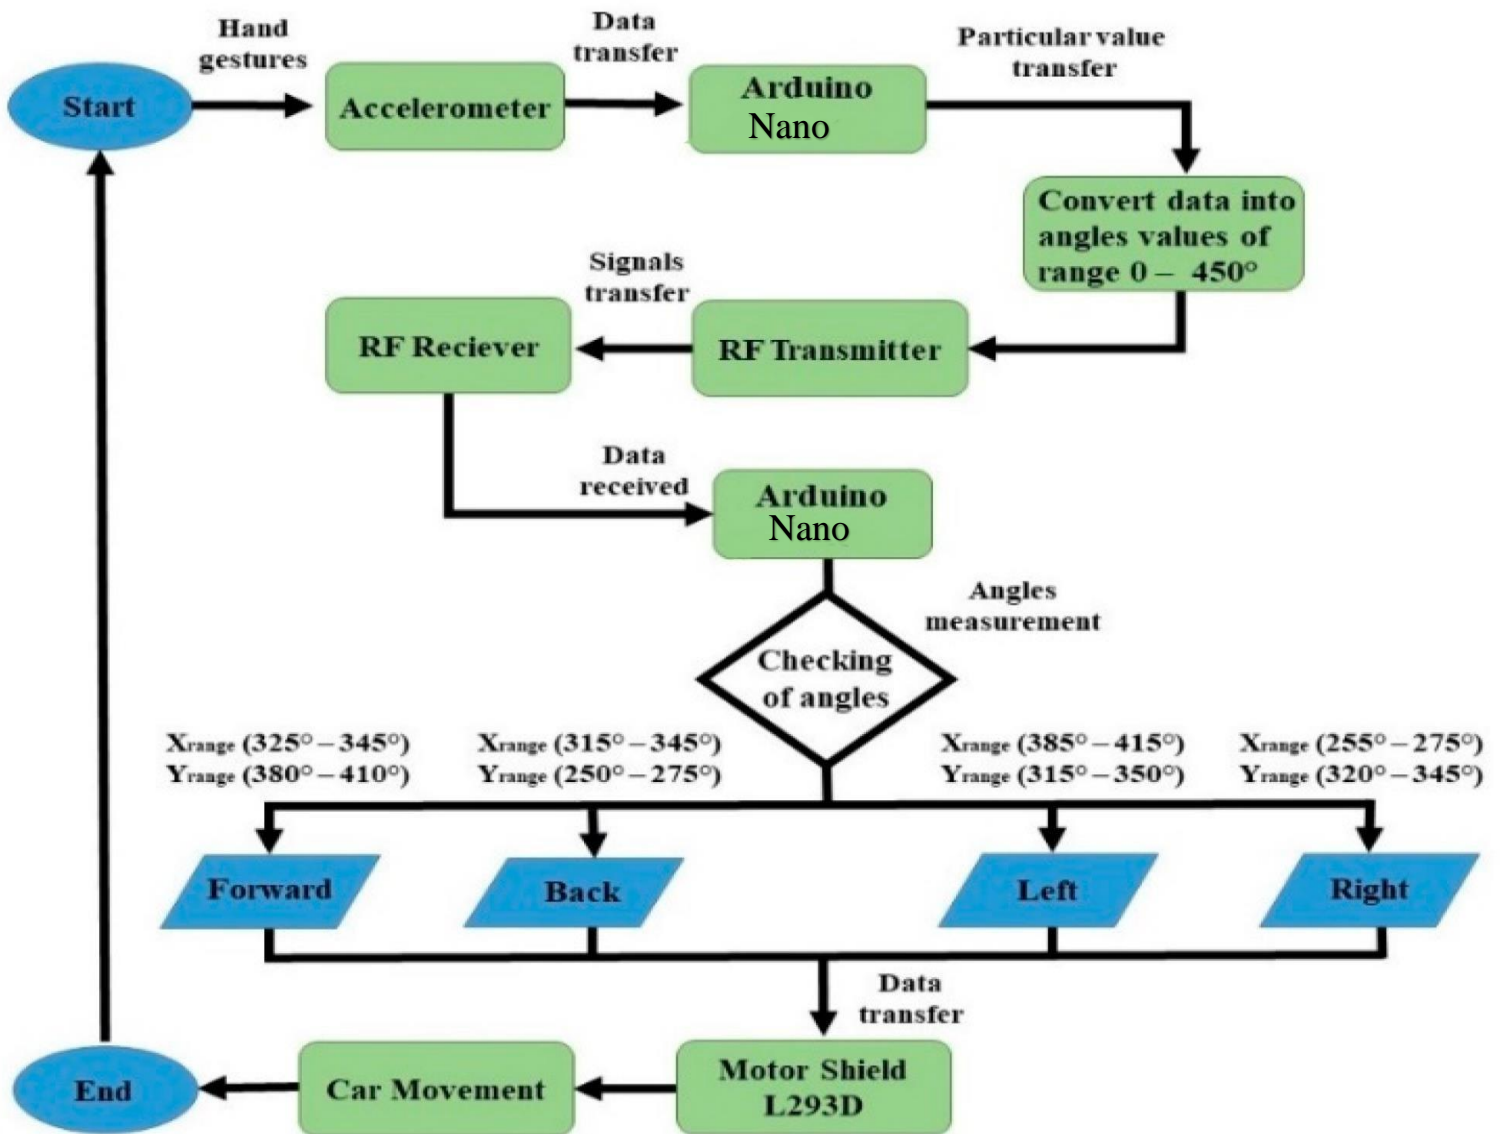 Hand
gestures
Data
transfer
Particular value
transfer
Start
Accelerometer
Arduino
Nano
Convert data into
angles values of
range 0 – 450°
Signals
transfer
RF Reciever
RF Transmitter
Data
received
Arduino
Nano
Angles
measurement
Checking
of angles
Xrange (325°–345°)
Yrange (380°–410°)
Xrange (315°–345°)
Yrange (250°–275°)
Xrange (385°–415°)
Yrange (315°–350°)
Xrange (255°–275°)
Yrange (320°–345°)
Forward
Back
Left
Right
Data
transfer
End
Car Movement
Motor Shield
L293D